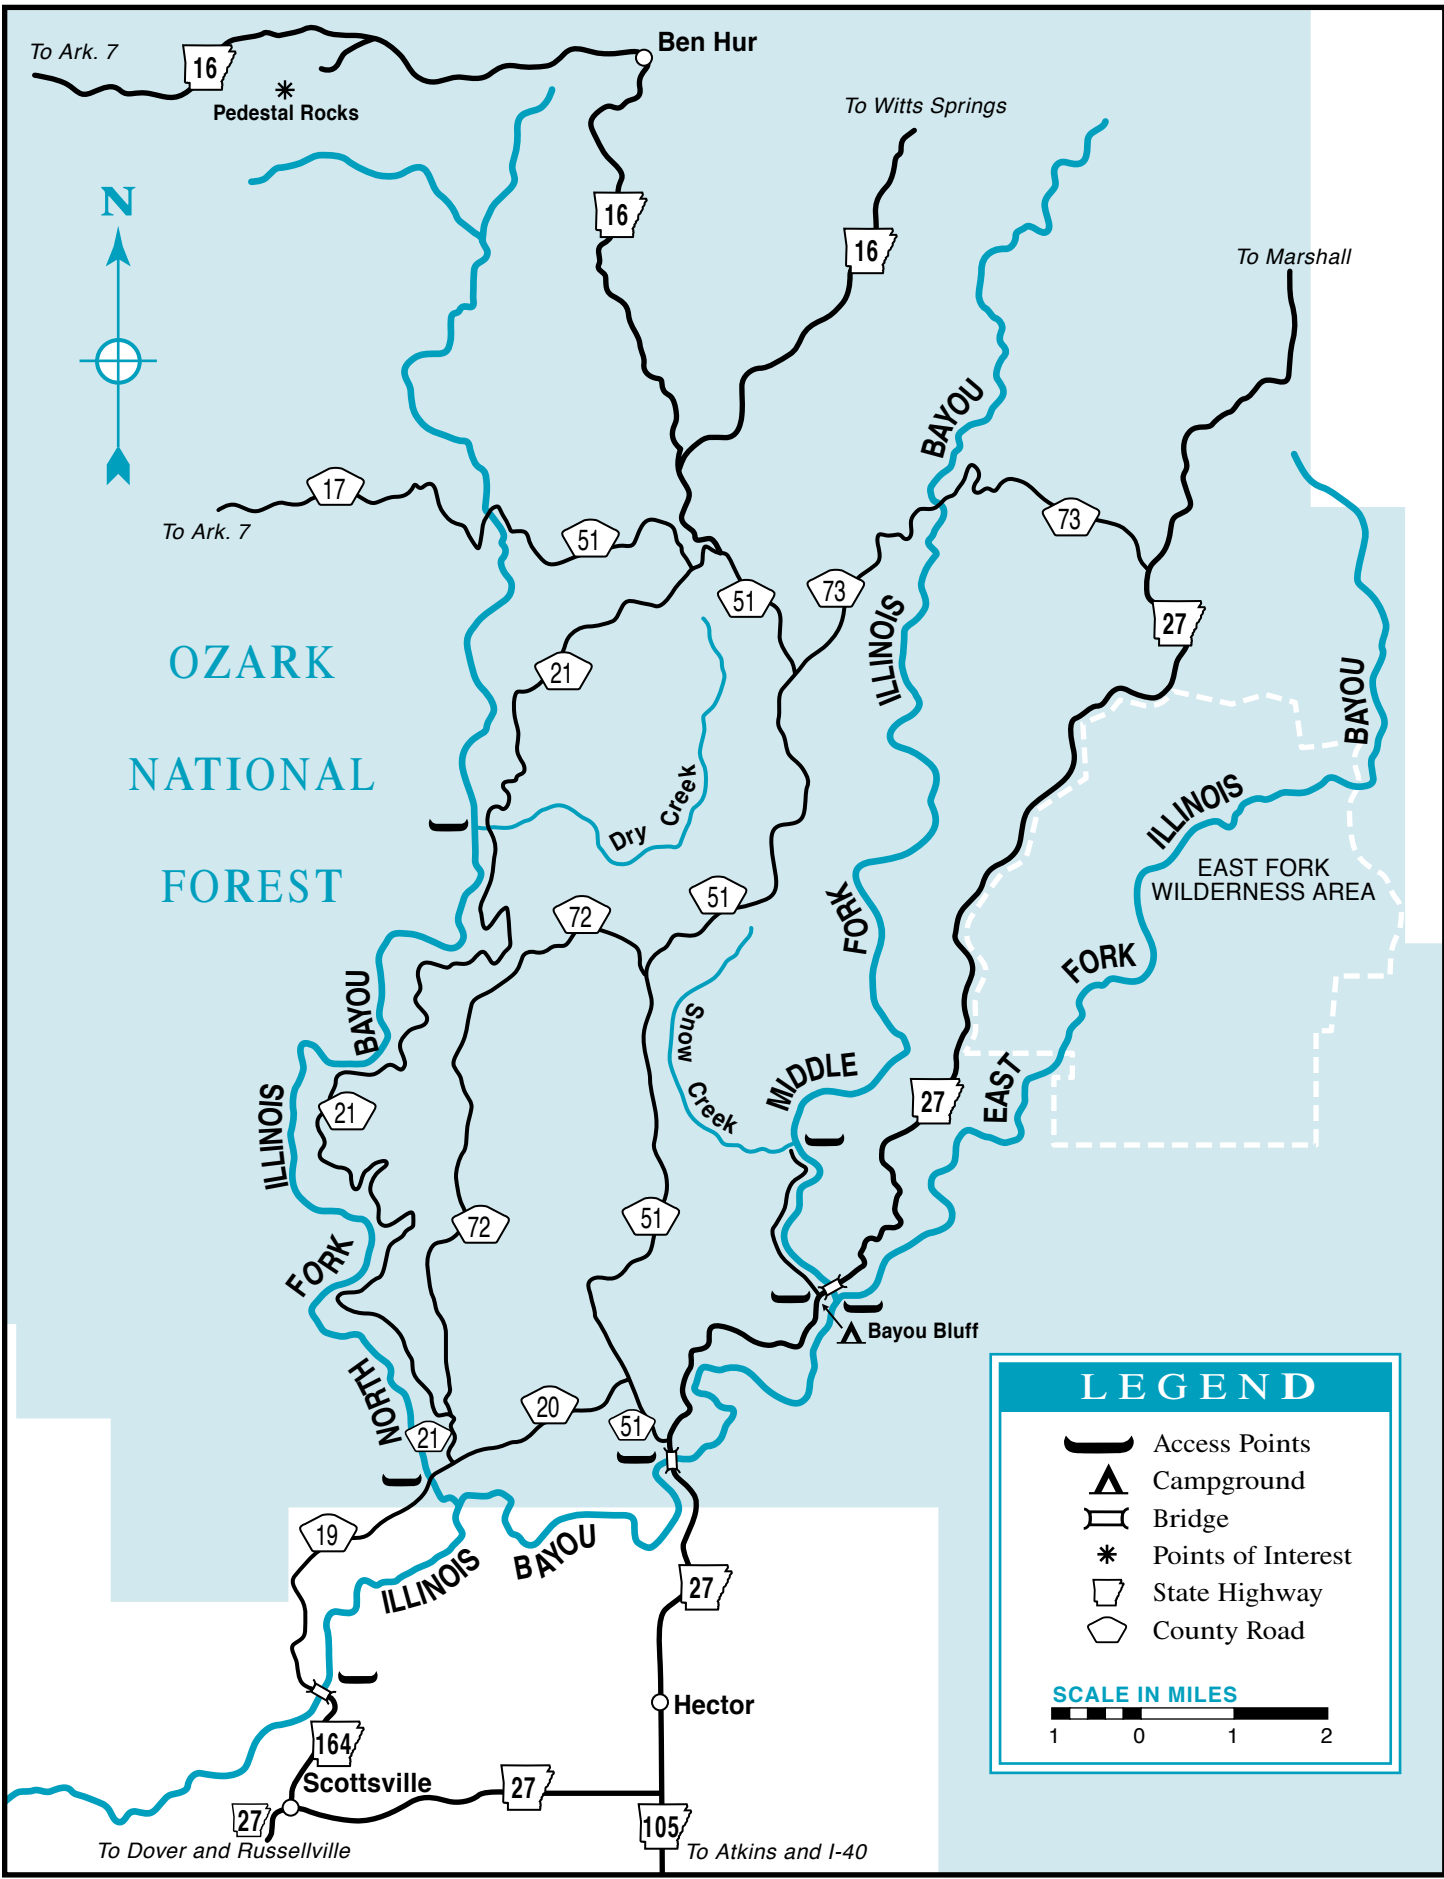 To Ark. 7
16
Pedestal Rocks
Ben Hur
To Witts Springs
N
16
16
To Marshall
BAYOU
17
To Ark. 7
51
73
51
73
27
ILLINOIS
OZARK
NATIONAL
FOREST
21
BAYOU
Dry Creek
ILLINOIS
EAST FORK
WILDERNESS AREA
51
72
FORK
FORK
BAYOU
Snow Creek
MIDDLE
EAST
27
ILLINOIS
21
72
51
FORK
Bayou Bluff
NORTH
20
51
21
19
BAYOU
ILLINOIS
27
Hector
164
Scottsville
27
27
105
To Dover and Russellville
To Atkins and I-40
LEGEND
Access Points
Campground
Bridge
Points of Interest
State Highway
County Road
SCALE IN MILES
1 0 1 2